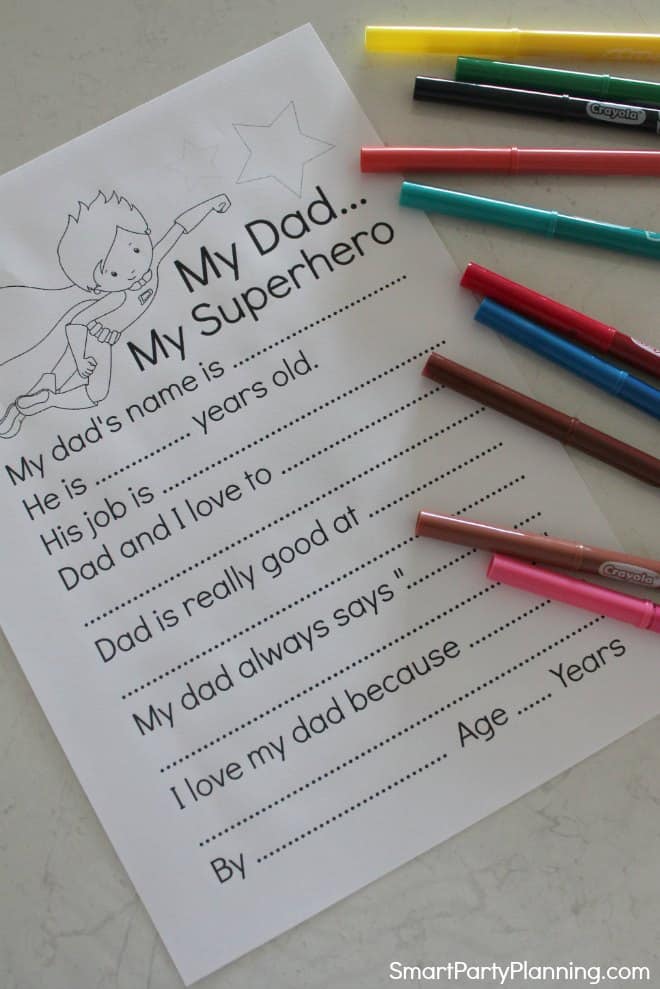 My Dad...
My Superhero
My dad's name is ..............................
He is ............... years old.
His job is ..............................
Dad and I love to ..............................
..............................
Dad is really good at ..............................
..............................
My dad always says "..............................
..............................
I love my dad because ..............................
..............................
By .............................. Age ..... Years
Crayola
Crayola
SmartPartyPlanning.com